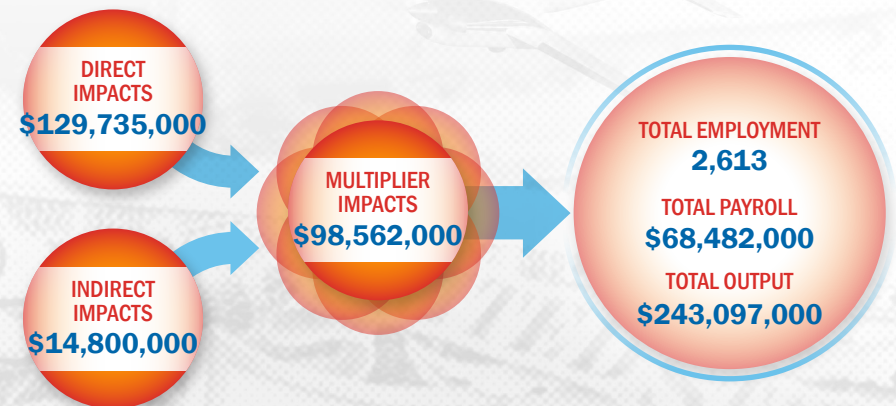 DIRECT
IMPACTS
$129,735,000
INDIRECT
IMPACTS
$14,800,000
MULTIPLIER
IMPACTS
$98,562,000
TOTAL EMPLOYMENT
2,613
TOTAL PAYROLL
$68,482,000
TOTAL OUTPUT
$243,097,000